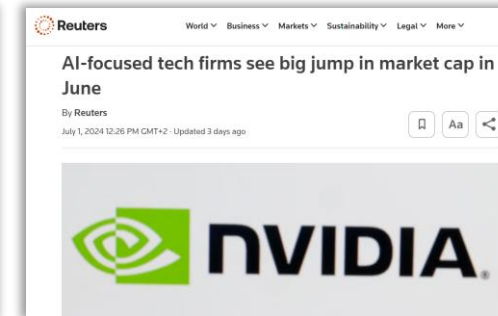 Reuters
World Business Markets Sustainability Legal More
AI-focused tech firms see big jump in market cap in
June
By Reuters
July 1, 2024 12:26 PM GMT+2 · Updated 3 days ago
Aa
NVIDIA.